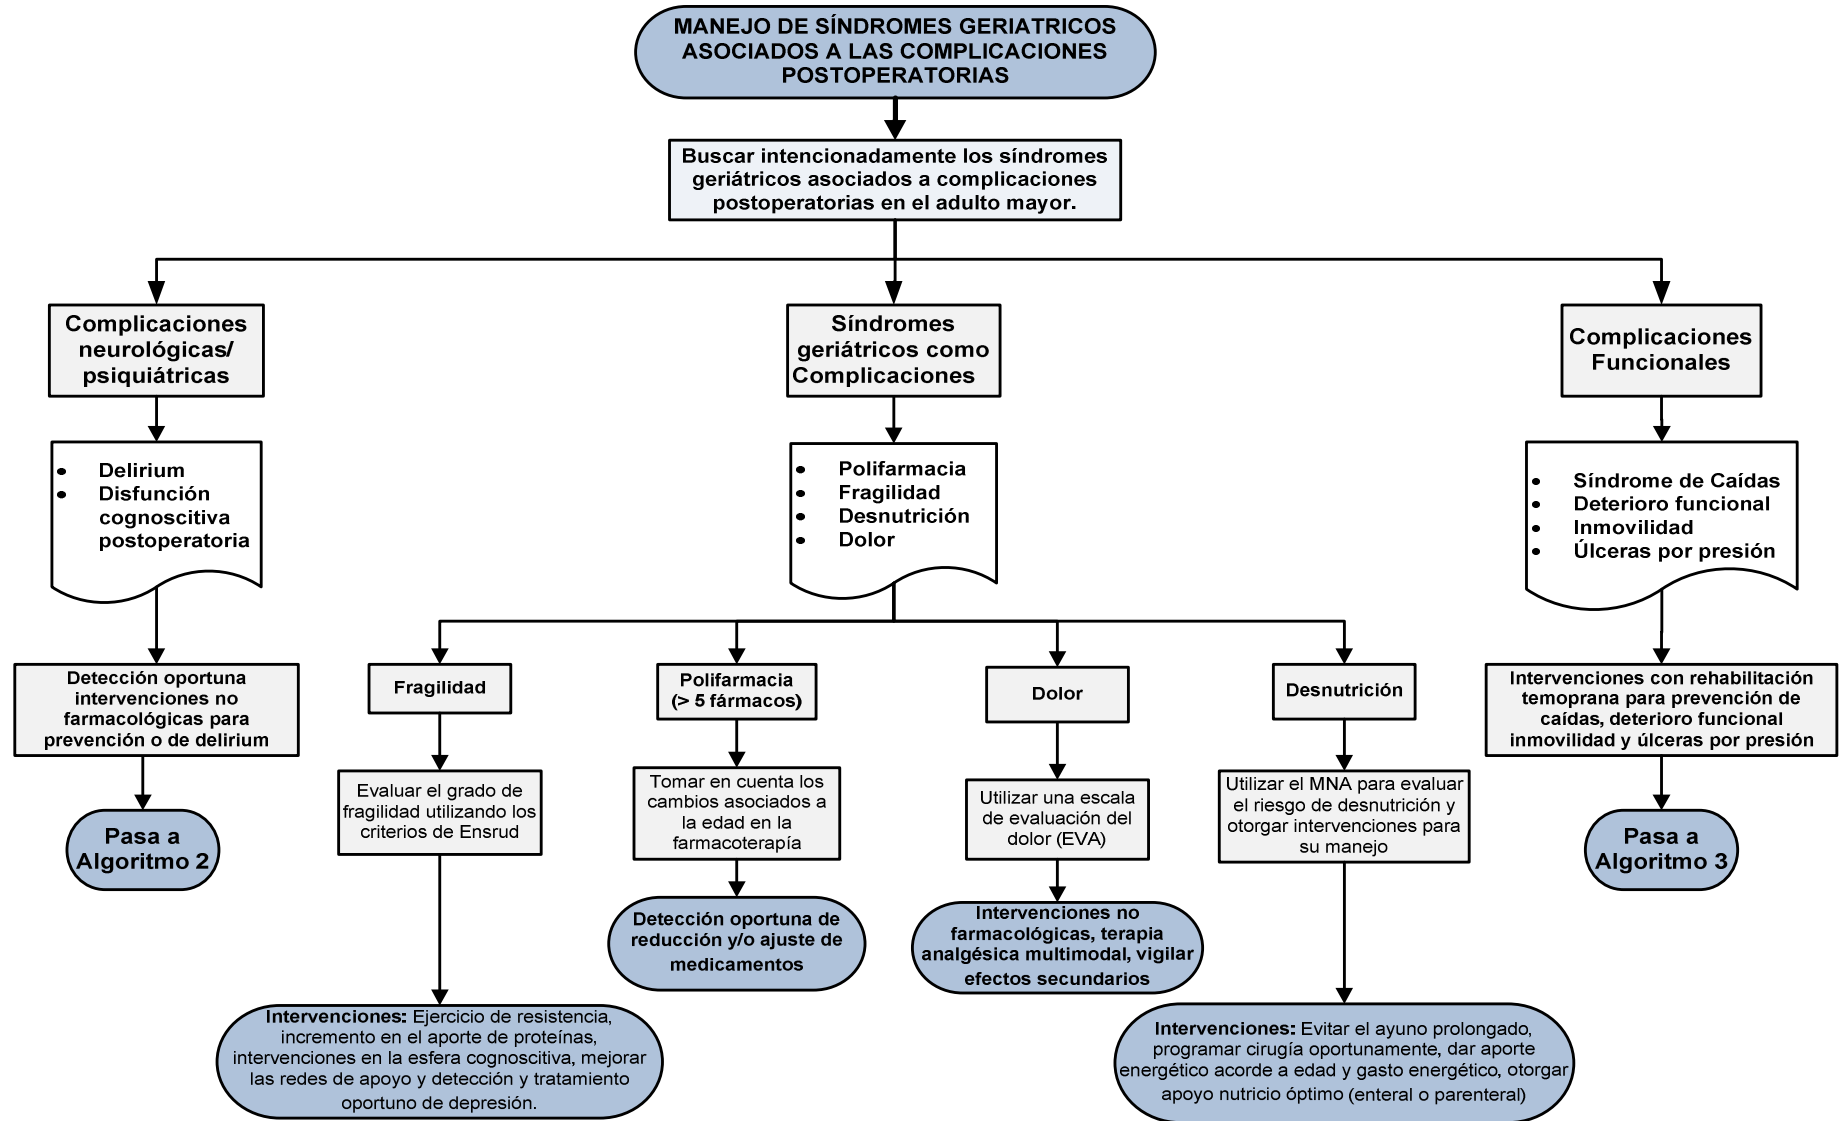 MANEJO DE SÍNDROMES GERIATRICOS
ASOCIADOS A LAS COMPLICACIONES
POSTOPERATORIAS
Buscar intencionadamente los síndromes
geriátricos asociados a complicaciones
postoperatorias en el adulto mayor.
Complicaciones
neurológicas/
psiquiátricas
Síndromes
geriátricos como
Complicaciones
Complicaciones
Funcionales
• Delirium
• Disfunción
cognoscitiva
postoperatoria
• Polifarmacia
• Fragilidad
• Desnutrición
• Dolor
• Síndrome de Caídas
• Deterioro funcional
• Inmovilidad
• Úlceras por presión
Detección oportuna
intervenciones no
farmacológicas para
prevención o de delirium
Fragilidad
Polifarmacia
(> 5 fármacos)
Dolor
Desnutrición
Intervenciones con rehabilitación
temoprana para prevención de
caídas, deterioro funcional
inmovilidad y úlceras por presión
Pasa a
Algoritmo 2
Evaluar el grado de
fragilidad utilizando los
criterios de Ensrud
Tomar en cuenta los
cambios asociados a
la edad en la
farmacoterapía
Utilizar una escala
de evaluación del
dolor (EVA)
Utilizar el MNA para evaluar
el riesgo de desnutrición y
otorgar intervenciones para
su manejo
Pasa a
Algoritmo 3
Detección oportuna de
reducción y/o ajuste de
medicamentos
Intervenciones no
farmacológicas, terapia
analgésica multimodal, vigilar
efectos secundarios
Intervenciones: Ejercicio de resistencia,
incremento en el aporte de proteínas,
intervenciones en la esfera cognoscitiva, mejorar
las redes de apoyo y detección y tratamiento
oportuno de depresión.
Intervenciones: Evitar el ayuno prolongado,
programar cirugía oportunamente, dar aporte
energético acorde a edad y gasto energético, otorgar
apoyo nutricio óptimo (enteral o parenteral)